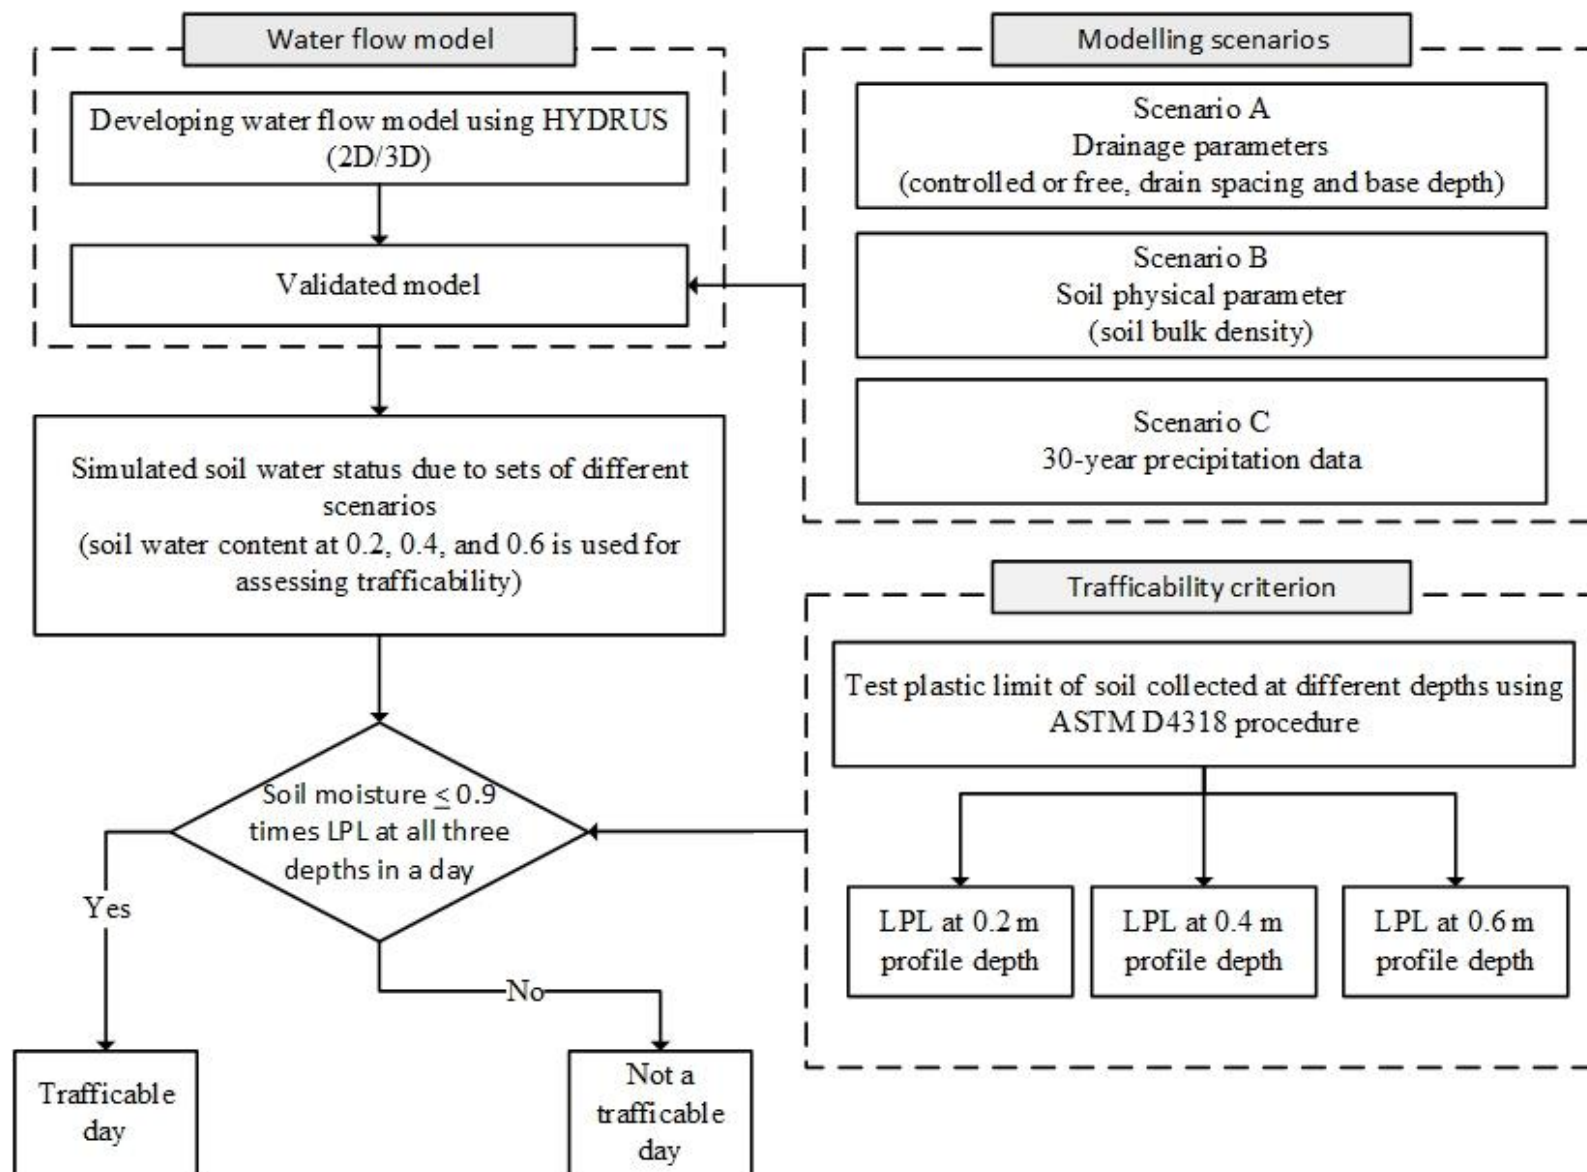 Water flow model
Developing water flow model using HYDRUS
(2D/3D)
Validated model
Simulated soil water status due to sets of different
scenarios
(soil water content at 0.2, 0.4, and 0.6 is used for
assessing trafficability)
Soil moisture ≤ 0.9
times LPL at all three
depths in a day
Yes
No
Trafficable
day
Not a
trafficable
day
Modelling scenarios
Scenario A
Drainage parameters
(controlled or free, drain spacing and base depth)
Scenario B
Soil physical parameter
(soil bulk density)
Scenario C
30-year precipitation data
Trafficability criterion
Test plastic limit of soil collected at different depths using
ASTM D4318 procedure
LPL at 0.2 m
profile depth
LPL at 0.4 m
profile depth
LPL at 0.6 m
profile depth